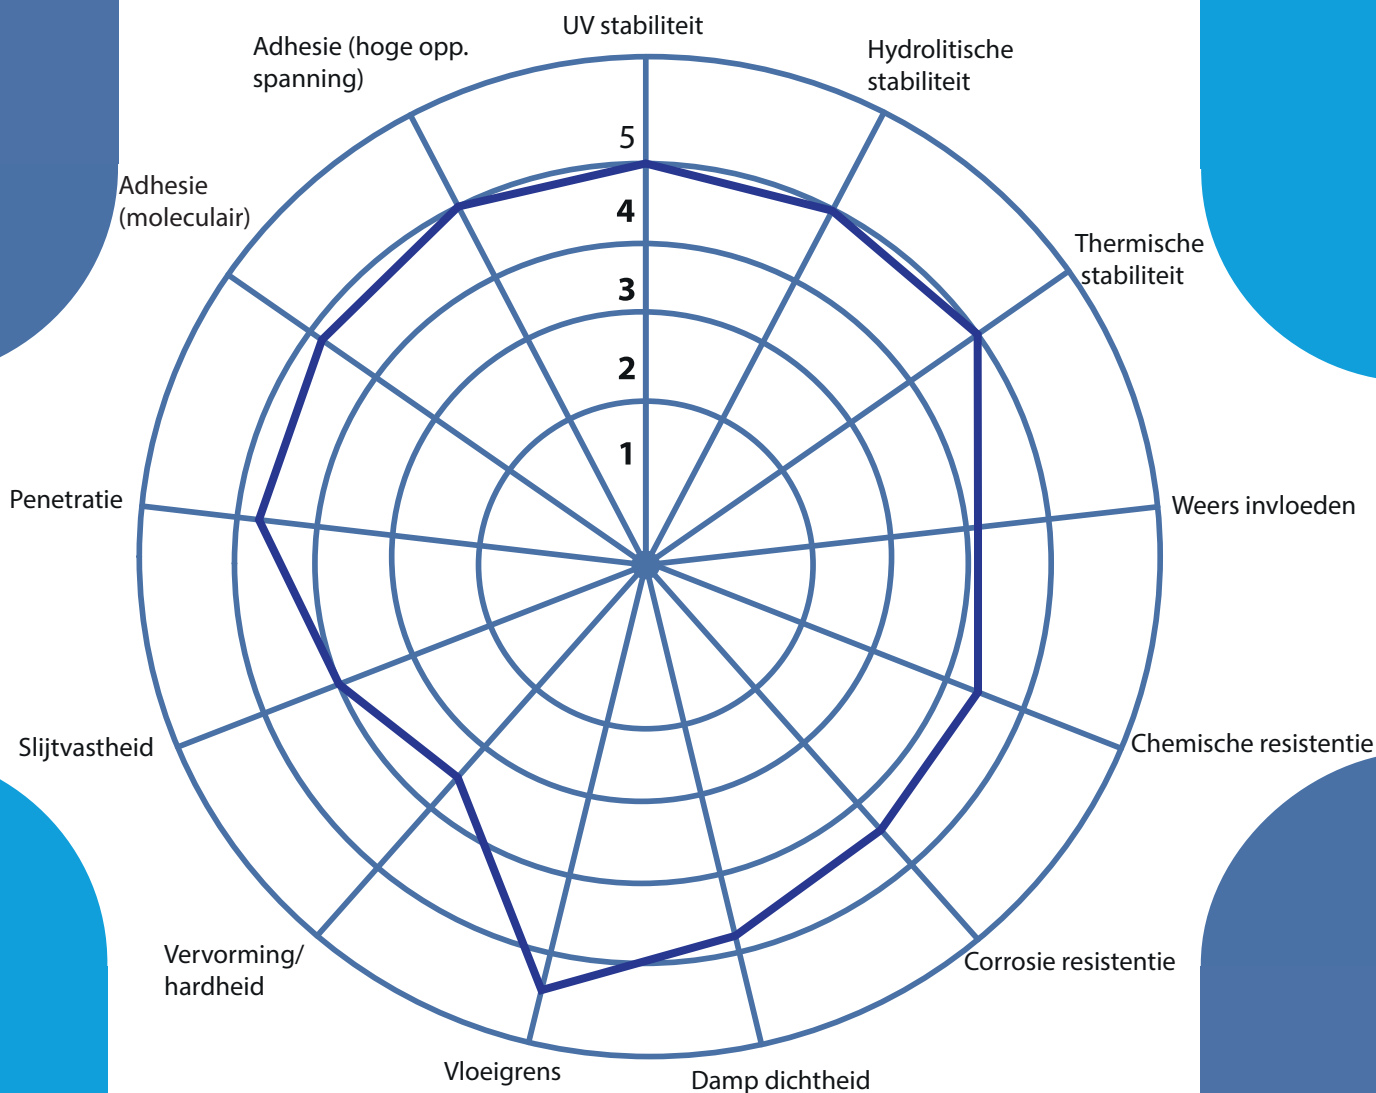 UV stabiliteit
Hydrolitische
stabiliteit
Thermische
stabiliteit
Weers invloeden
Chemische resistentie
Corrosie resistentie
Damp dichtheid
Vloeigrens
Vervorming/
hardheid
Slijtvastheid
Penetratie
Adhesie
(moleculair)
Adhesie (hoge opp.
spanning)
5
4
3
2
1